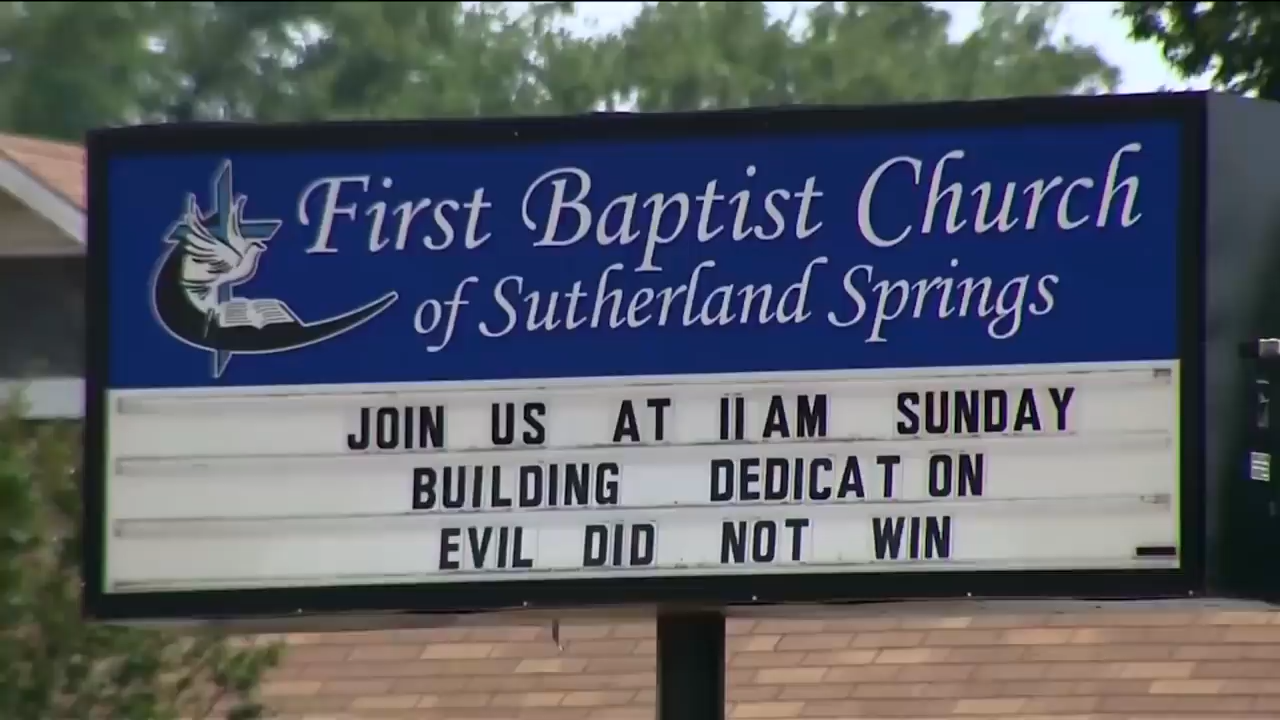 First Baptist Church
of Sutherland Springs
JOIN US AT 11 AM SUNDAY
BUILDING DEDICAT ON
EVIL DID NOT WIN